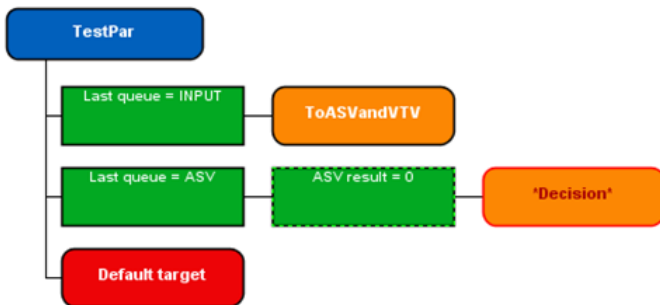 TestPar
Last queue = INPUT
ToASVandVTV
Last queue = ASV
ASV result = 0
*Decision*
Default target